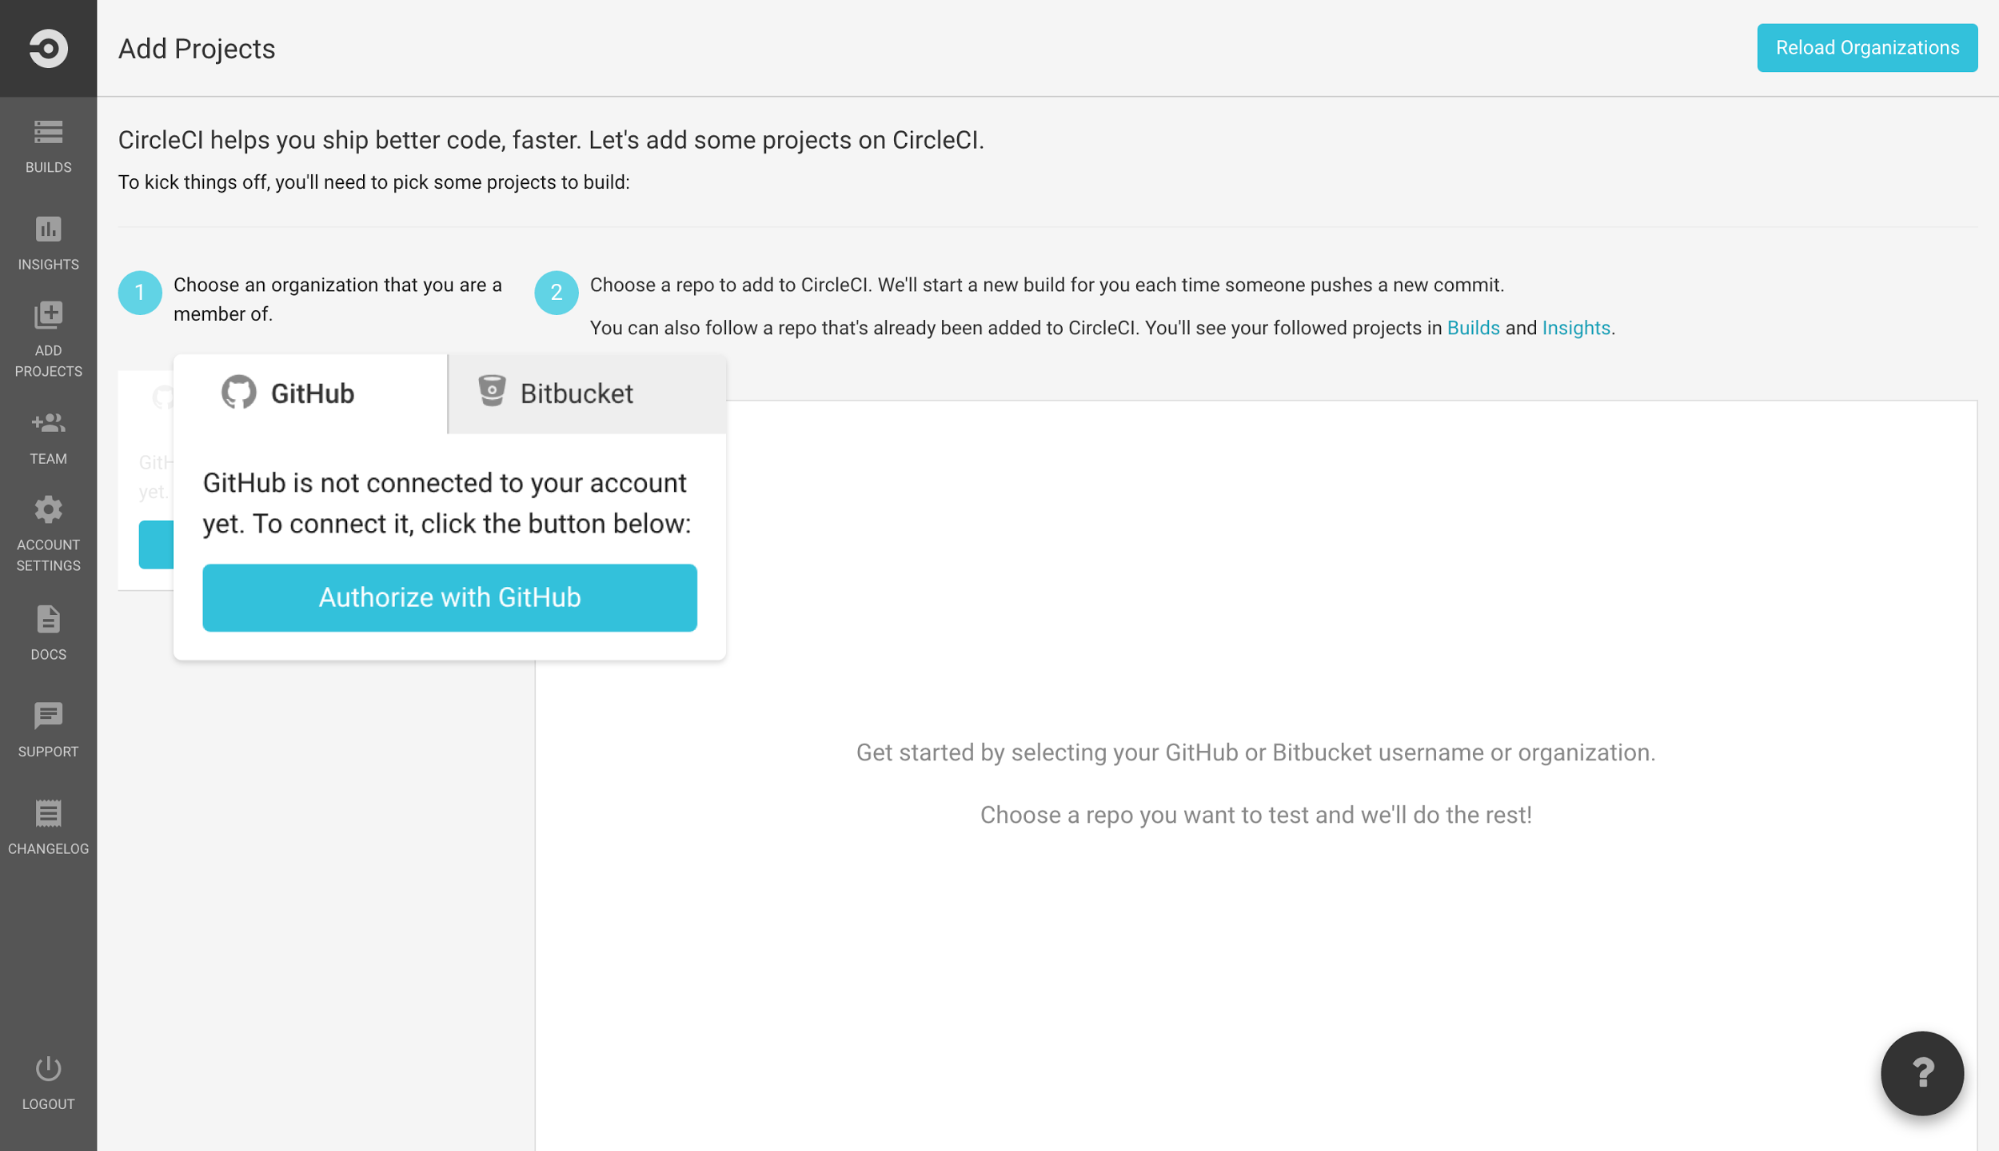 Add Projects
Reload Organizations
BUILDS
INSIGHTS
ADD
PROJECTS
TEAM
ACCOUNT
SETTINGS
DOCS
SUPPORT
CHANGELOG
LOGOUT
CircleCI helps you ship better code, faster. Let's add some projects on CircleCI.
To kick things off, you'll need to pick some projects to build:
1
Choose an organization that you are a
member of.
2
Choose a repo to add to CircleCI. We'll start a new build for you each time someone pushes a new commit.
You can also follow a repo that's already been added to CircleCI. You'll see your followed projects in Builds and Insights.
GitHub
Bitbucket
GitHub is not connected to your account
yet. To connect it, click the button below:
Authorize with GitHub
yet.
Get started by selecting your GitHub or Bitbucket username or organization.
Choose a repo you want to test and we'll do the rest!
?